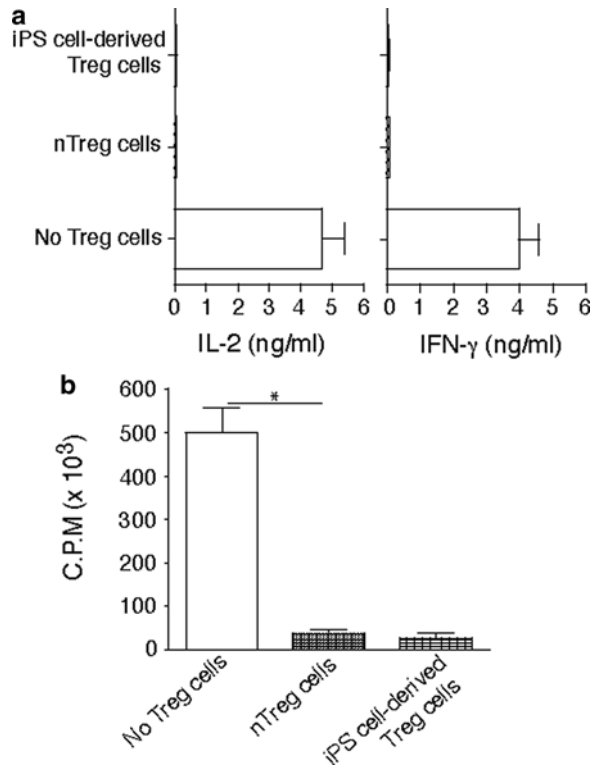 a
iPS cell-derived
Treg cells
nTreg cells
No Treg cells
0 1 2 3 4 5 6
0 1 2 3 4 5 6
IL-2 (ng/ml)
IFN-γ (ng/ml)
b
600
500
400
300
200
100
0
C.P.M (x 10³)
*
No Treg cells
nTreg cells
iPS cell-derived
Treg cells